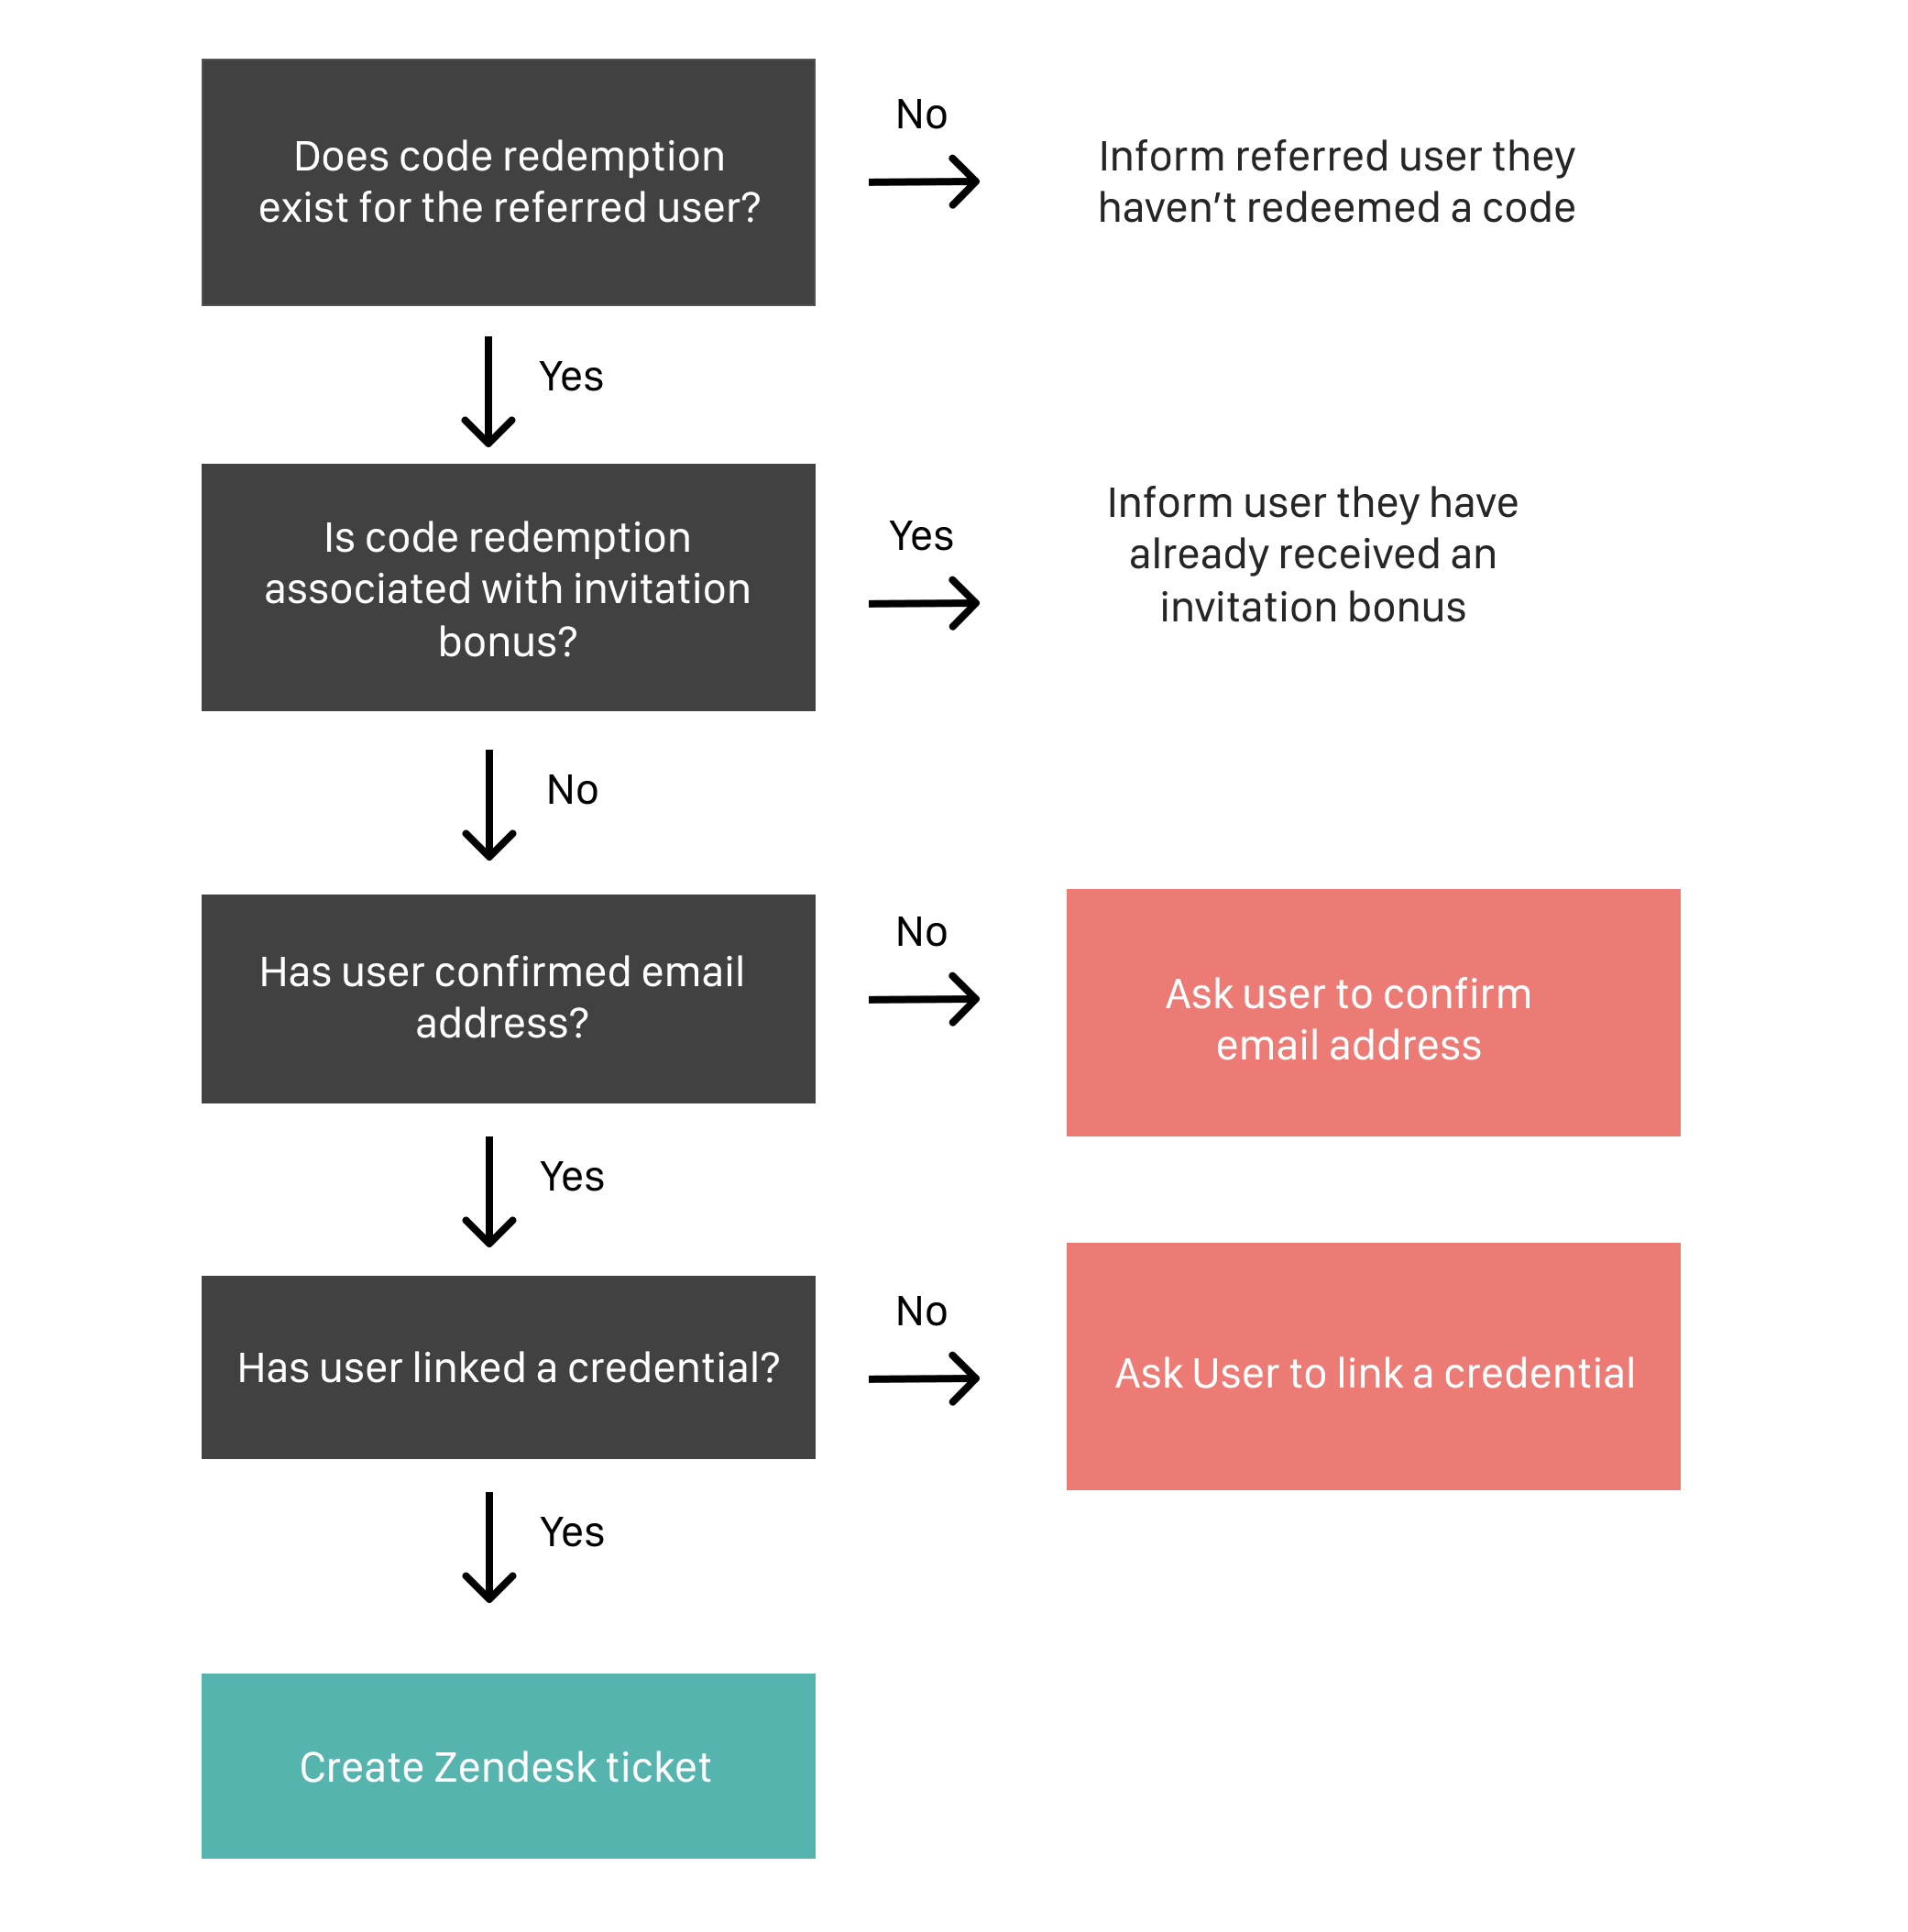 Does code redemption
exist for the referred user?
No
Inform referred user they
haven’t redeemed a code
Yes
Is code redemption
associated with invitation
bonus?
Yes
Inform user they have
already received an
invitation bonus
No
Has user confirmed email
address?
No
Ask user to confirm
email address
Yes
Has user linked a credential?
No
Ask User to link a credential
Yes
Create Zendesk ticket